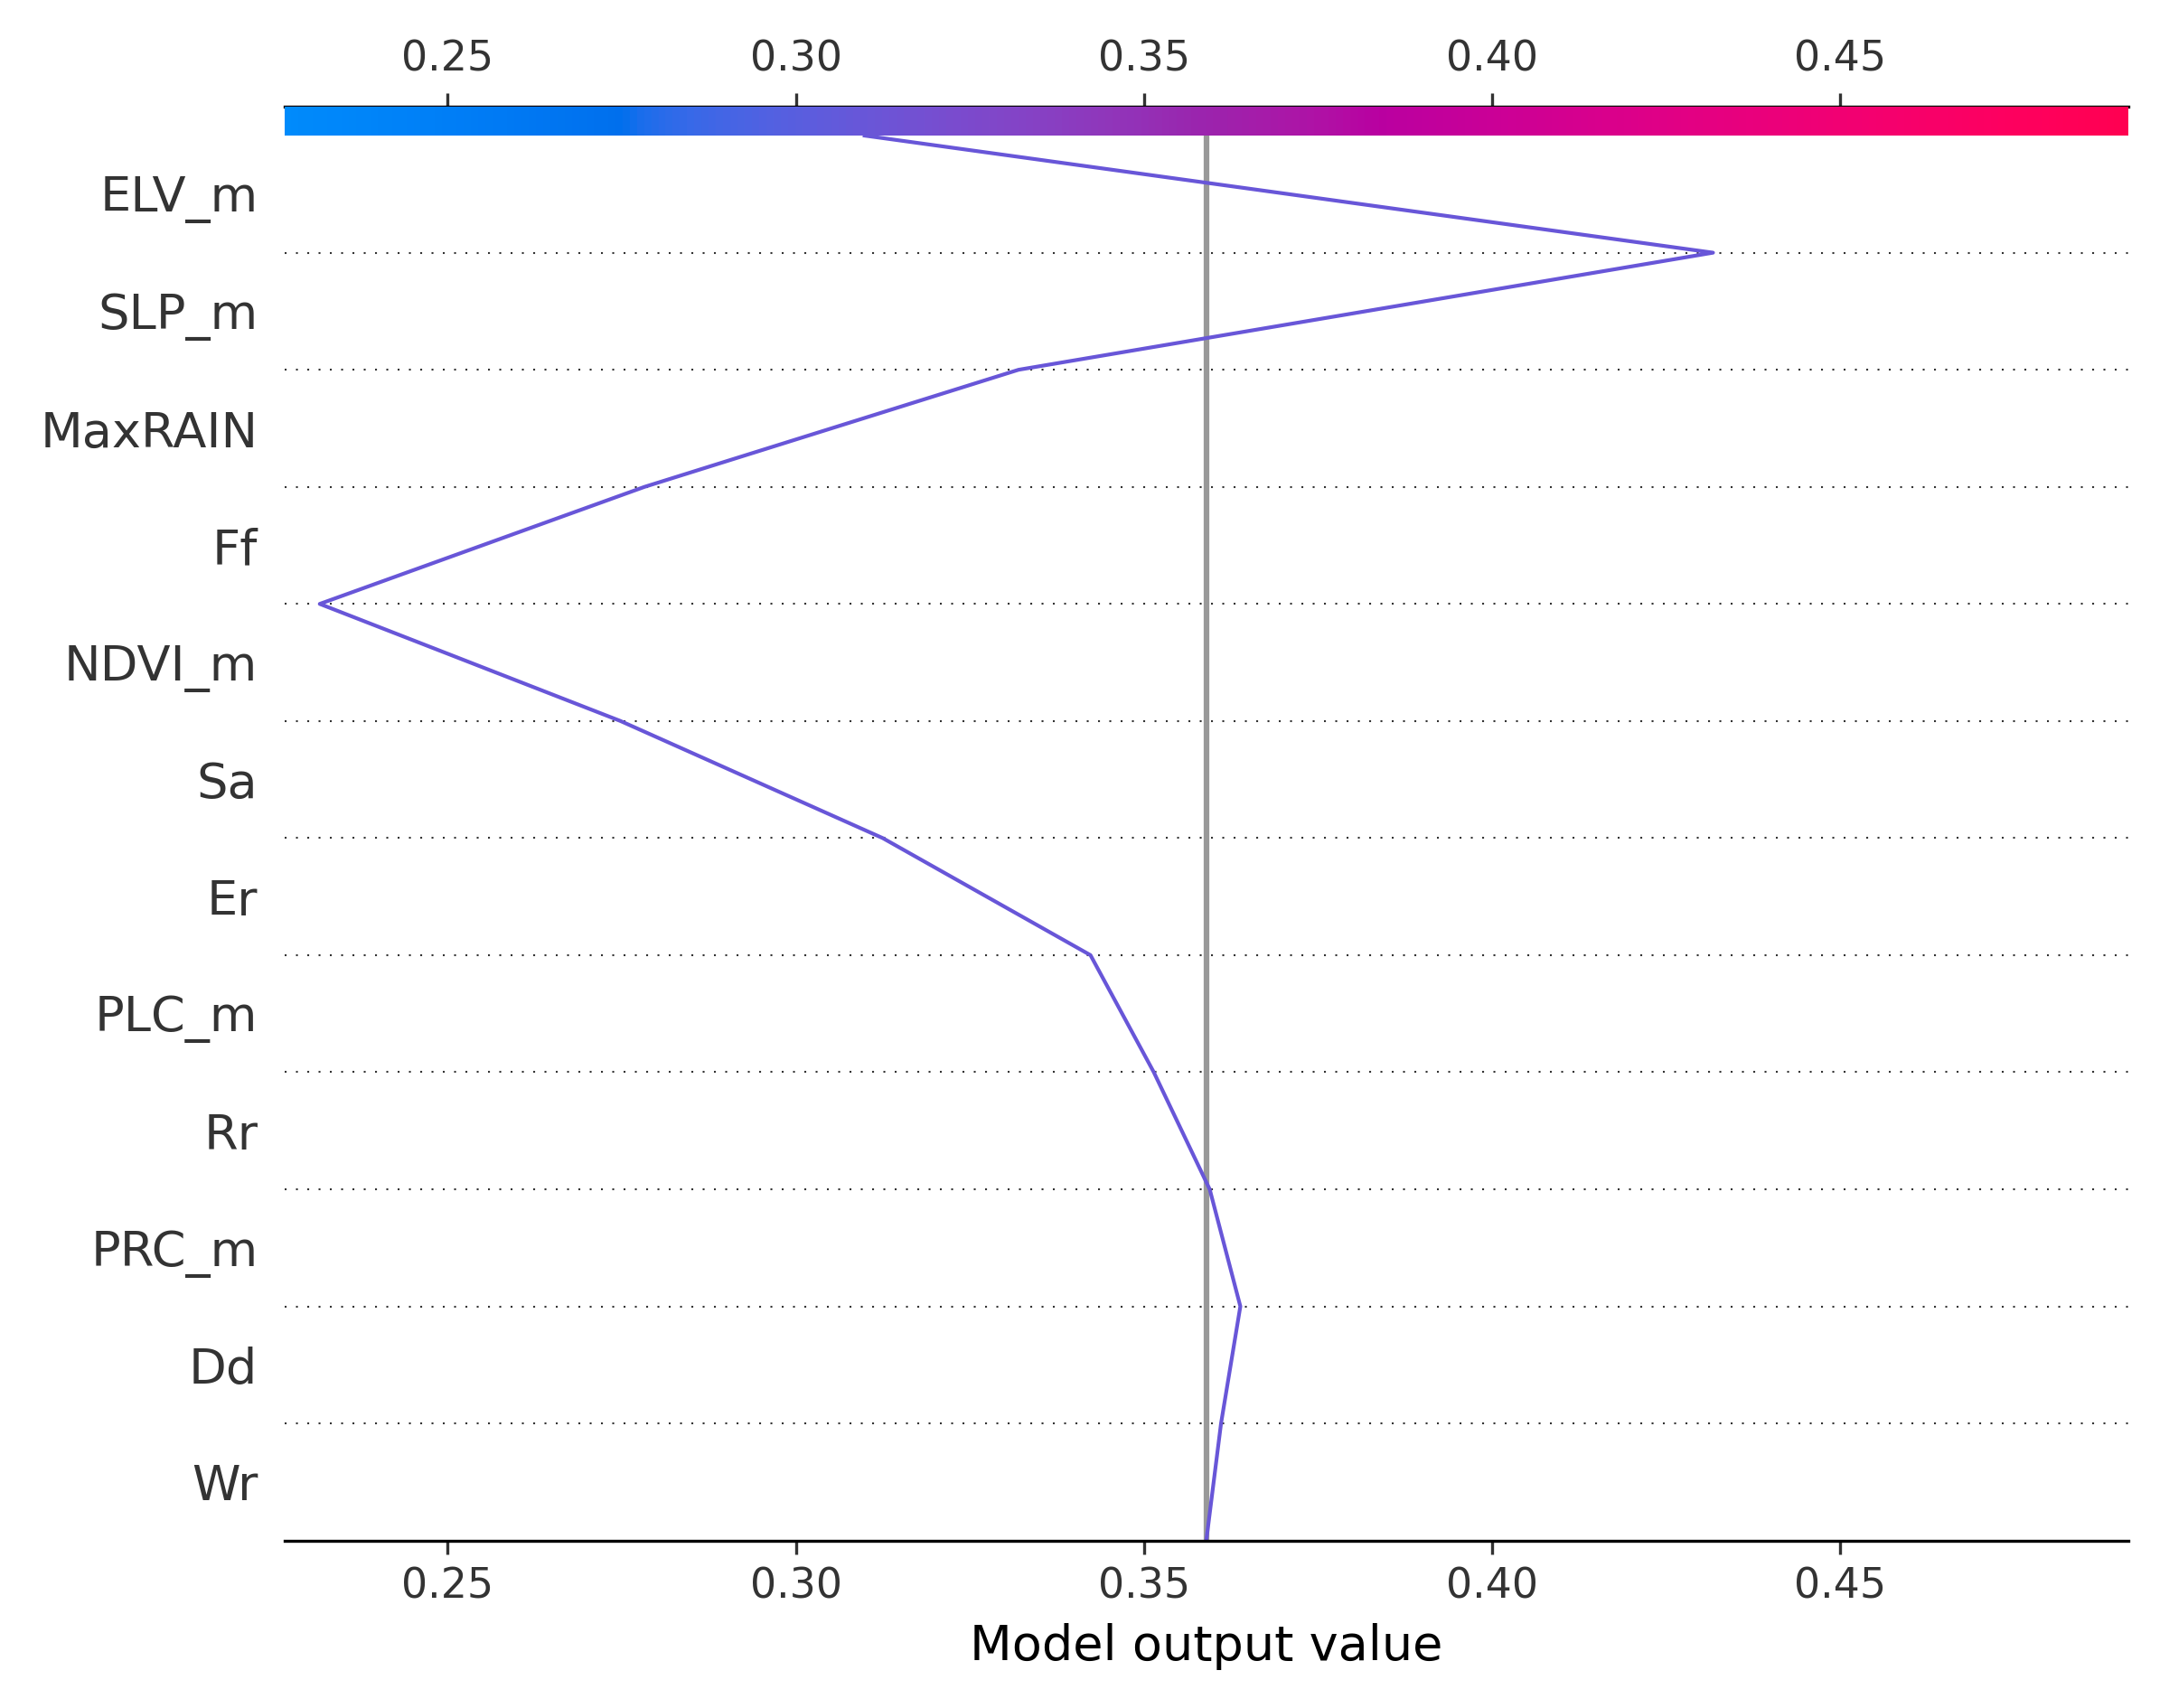 0.25 0.30 0.35 0.40 0.45
ELV_m
SLP_m
MaxRAIN
Ff
NDVI_m
Sa
Er
PLC_m
Rr
PRC_m
Dd
Wr
0.25 0.30 0.35 0.40 0.45
Model output value